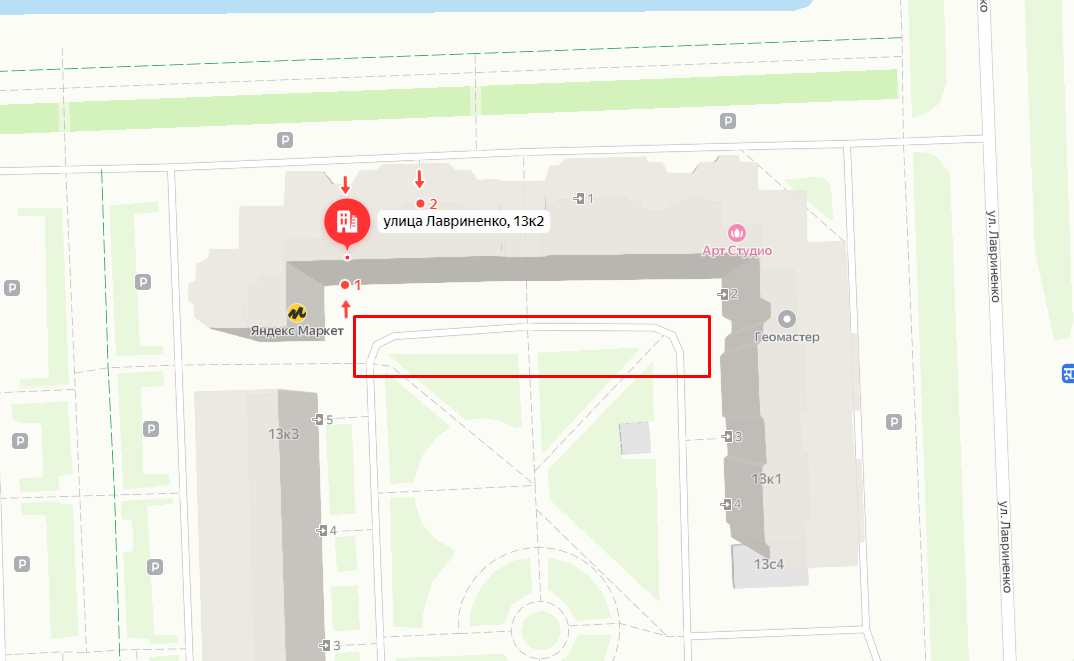 ко
P
P
2
улица Лавриненко, 13к2
1
Арт Студио
ул. Лавриненко
P
P
1
2
Яндекс Маркет
Геомастер
P
5
P
13к3
3
P
P
13к1
4
4
ул. Лавриненко
P
P
13с4
3